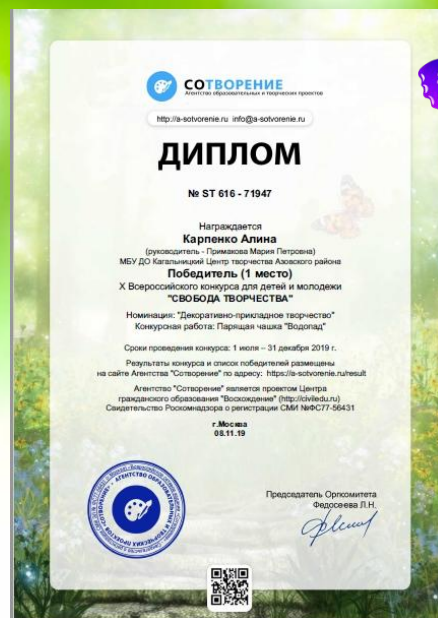 СОТВОРЕНИЕ
Агентство образовательных и творческих проектов
http://a-sotvorenie.ru info@a-sotvorenie.ru
ДИПЛОМ
№ ST 616 - 71947
Награждается
Карпенко Алина
(руководитель - Примакова Мария Петровна)
МБУ ДО Кагальницкий Центр творчества Азовского района
Победитель (1 место)
X Всероссийского конкурса для детей и молодежи
"СВОБОДА ТВОРЧЕСТВА"
Номинация: "Декоративно-прикладное творчество"
Конкурсная работа: Парящая чашка "Водопад"
Сроки проведения конкурса: 1 июля – 31 декабря 2019 г.
Результаты конкурса и список победителей размещены
на сайте Агентства "Сотворение" по адресу: https://a-sotvorenie.ru/result
Агентство "Сотворение" является проектом Центра
гражданского образования "Восхождение" (http://civiledu.ru)
Свидетельство Роскомнадзора о регистрации СМИ №ФС77-56431
г.Москва
08.11.19
Председатель Оргкомитета
Федосеева Л.Н.